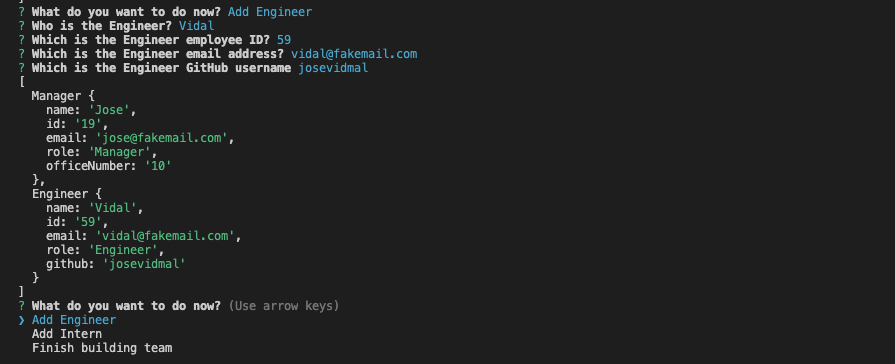 ]
? What do you want to do now? Add Engineer
? Who is the Engineer? Vidal
? Which is the Engineer employee ID? 59
? Which is the Engineer email address? vidal@fakemail.com
? Which is the Engineer GitHub username josevidmal
[
  Manager {
    name: 'Jose',
    id: '19',
    email: 'jose@fakemail.com',
    role: 'Manager',
    officeNumber: '10'
  },
  Engineer {
    name: 'Vidal',
    id: '59',
    email: 'vidal@fakemail.com',
    role: 'Engineer',
    github: 'josevidmal'
  }
]
? What do you want to do now? (Use arrow keys)
❯ Add Engineer
  Add Intern
  Finish building team